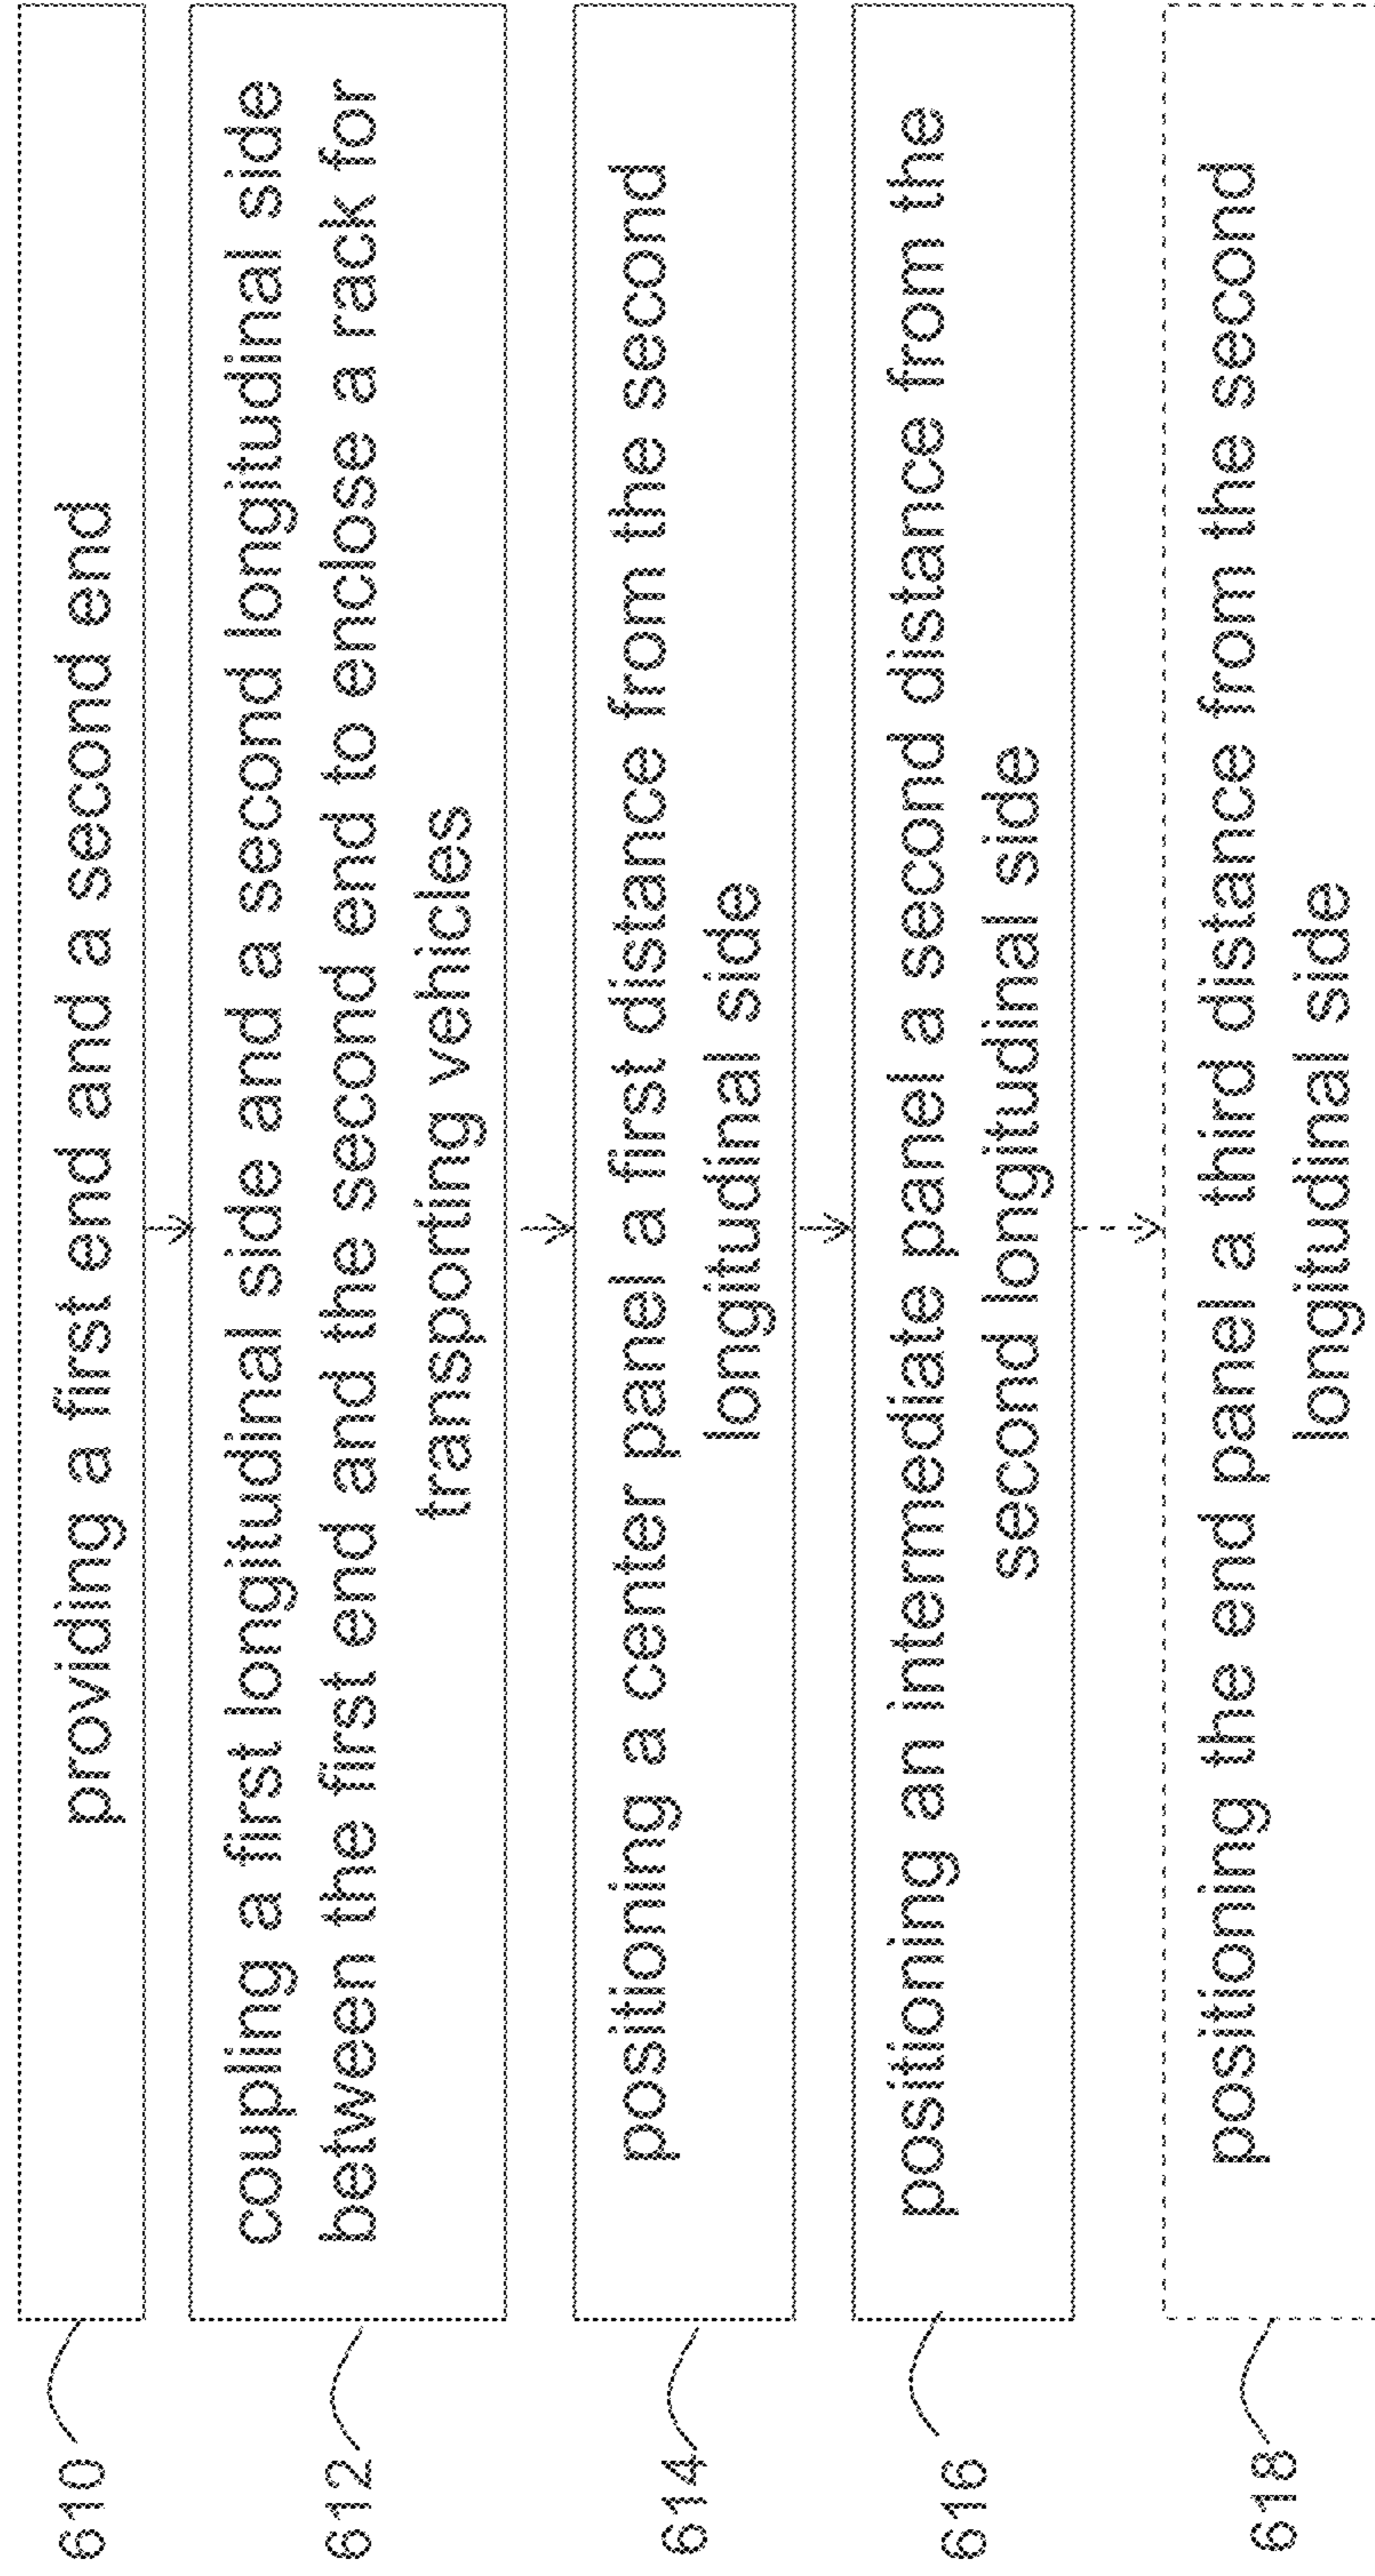 610
providing a first end and a second end
612
coupling a first longitudinal side and a second longitudinal side
between the first end and the second end to enclose a rack for
transporting vehicles
614
positioning a center panel a first distance from the second
longitudinal side
616
positioning an intermediate panel a second distance from the
second longitudinal side
618
positioning the end panel a third distance from the second
longitudinal side